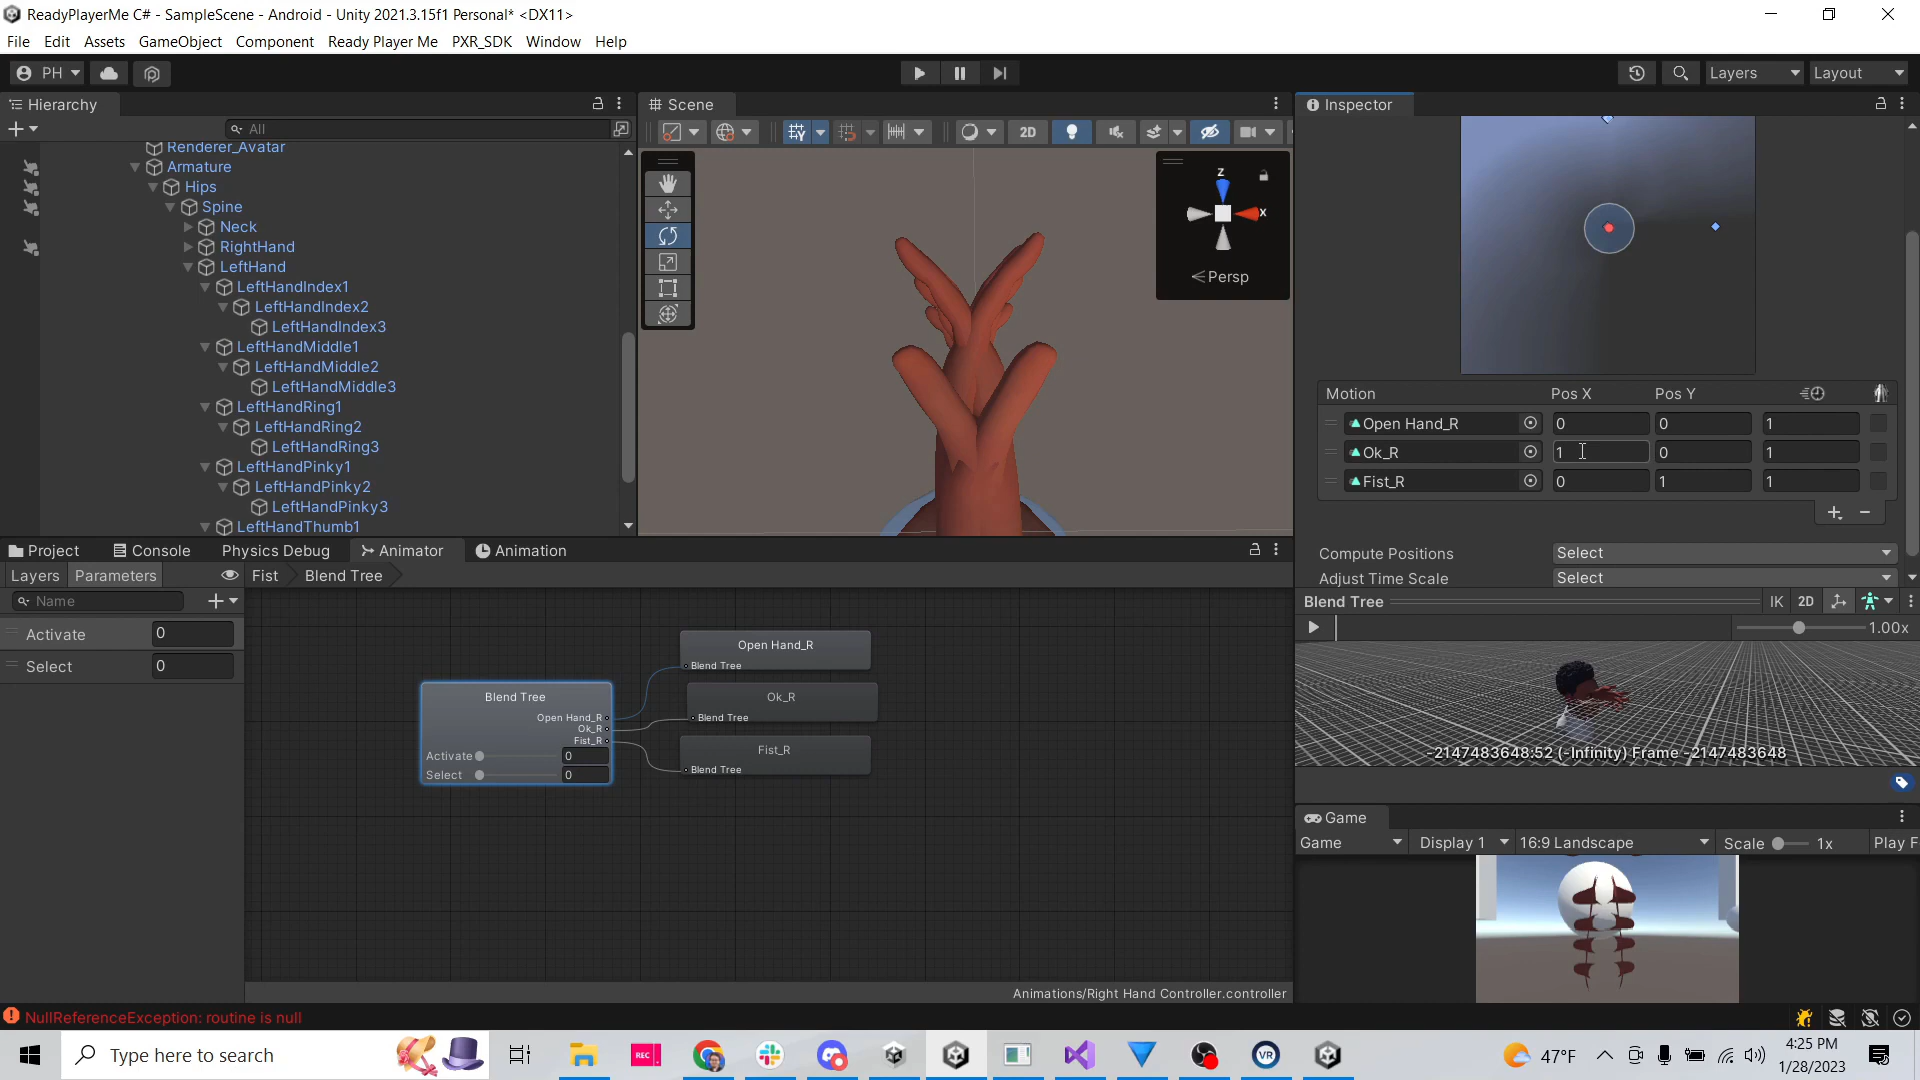 ReadyPlayerMe C# - SampleScene - Android - Unity 2021.3.15f1 Personal* <DX11>
File Edit Assets GameObject Component Ready Player Me PXR_SDK Window Help
PH Layers Layout
Hierarchy
All
Renderer_Avatar
Armature
Hips
Spine
Neck
RightHand
LeftHand
LeftHandIndex1
LeftHandIndex2
LeftHandIndex3
LeftHandMiddle1
LeftHandMiddle2
LeftHandMiddle3
LeftHandRing1
LeftHandRing2
LeftHandRing3
LeftHandPinky1
LeftHandPinky2
LeftHandPinky3
LeftHandThumb1
Scene
2D
Z
X
<Persp
Inspector
Motion Pos X Pos Y
Open Hand_R 0 0 1
Ok_R 1 0 1
Fist_R 0 1 1
Compute Positions Select
Adjust Time Scale Select
Blend Tree IK 2D
1.00x
-2147483648:52 (-Infinity) Frame -2147483648
Project Console Physics Debug Animator Animation
Layers Parameters Fist Blend Tree
Name
Activate 0
Select 0
Blend Tree
Open Hand_R
Ok_R
Fist_R
Activate 0
Select 0
Open Hand_R
Blend Tree
Ok_R
Blend Tree
Fist_R
Blend Tree
Animations/Right Hand Controller.controller
Game
Game Display 1 16:9 Landscape Scale 1x Play F
NullReferenceException: routine is null
Type here to search
REC
VR
47°F
4:25 PM
1/28/2023